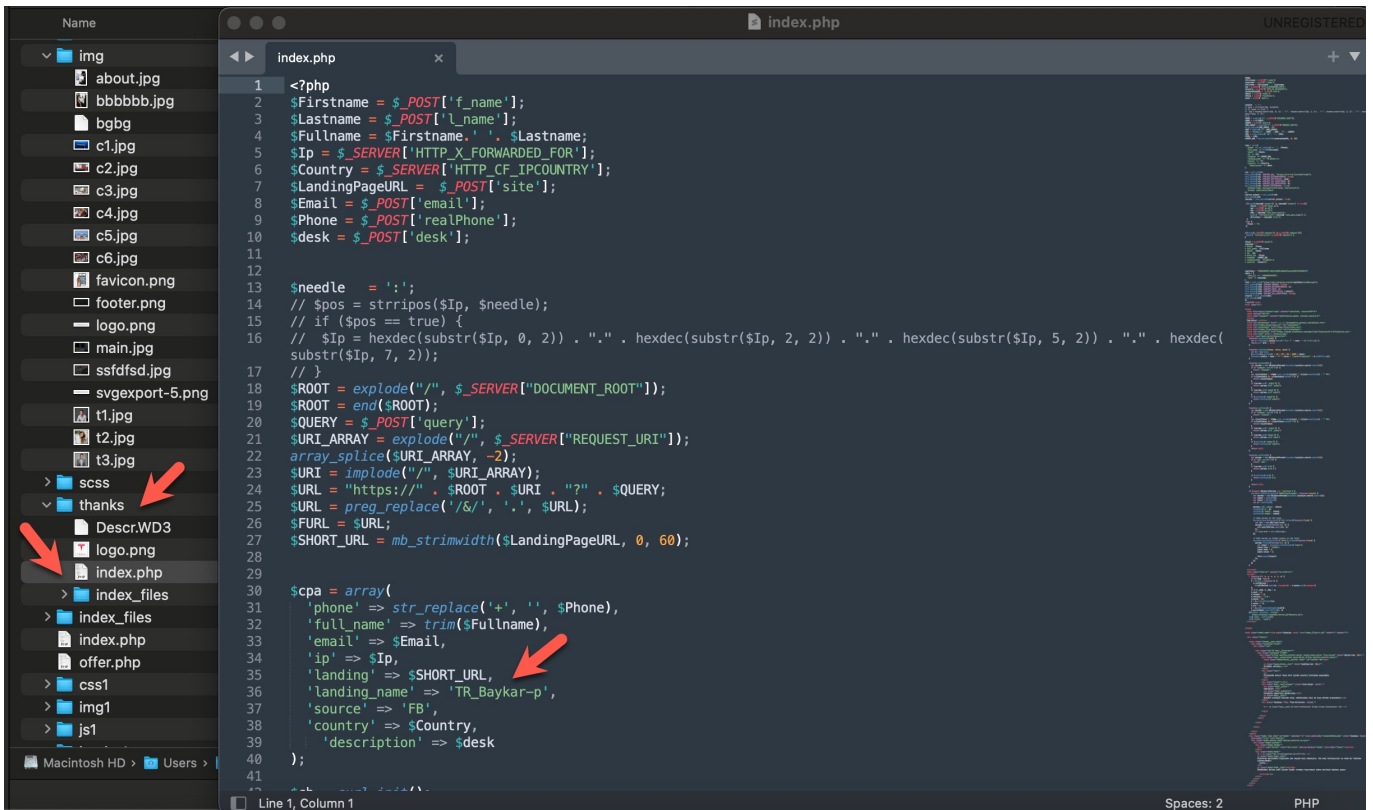 Name
img
about.jpg
bbbbbb.jpg
bgbg
c1.jpg
c2.jpg
c3.jpg
c4.jpg
c5.jpg
c6.jpg
favicon.png
footer.png
logo.png
main.jpg
ssfdfsd.jpg
svgexport-5.png
t1.jpg
t2.jpg
t3.jpg
scss
thanks
Descr.WD3
logo.png
index.php
index_files
index_files
index.php
offer.php
css1
img1
js1
Macintosh HD › Users ›
index.php
UNREGISTERED
index.php ×
1 <?php
2 $Firstname = $_POST['f_name'];
3 $Lastname = $_POST['l_name'];
4 $Fullname = $Firstname.' '. $Lastname;
5 $Ip = $_SERVER['HTTP_X_FORWARDED_FOR'];
6 $Country = $_SERVER['HTTP_CF_IPCOUNTRY'];
7 $LandingPageURL =  $_POST['site'];
8 $Email = $_POST['email'];
9 $Phone = $_POST['realPhone'];
10 $desk = $_POST['desk'];
11
12
13 $needle   = ':';
14 // $pos = strripos($Ip, $needle);
15 // if ($pos == true) {
16 //  $Ip = hexdec(substr($Ip, 0, 2)) . "." . hexdec(substr($Ip, 2, 2)) . "." . hexdec(substr($Ip, 5, 2)) . "." . hexdec(
substr($Ip, 7, 2));
17 // }
18 $ROOT = explode("/", $_SERVER["DOCUMENT_ROOT"]);
19 $ROOT = end($ROOT);
20 $QUERY = $_POST['query'];
21 $URI_ARRAY = explode("/", $_SERVER["REQUEST_URI"]);
22 array_splice($URI_ARRAY, -2);
23 $URI = implode("/", $URI_ARRAY);
24 $URL = "https://" . $ROOT . $URI . "?" . $QUERY;
25 $URL = preg_replace('/&/', '.', $URL);
26 $FURL = $URL;
27 $SHORT_URL = mb_strimwidth($LandingPageURL, 0, 60);
28
29
30 $cpa = array(
31   'phone' => str_replace('+', '', $Phone),
32   'full_name' => trim($Fullname),
33   'email' => $Email,
34   'ip' => $Ip,
35   'landing' => $SHORT_URL,
36   'landing_name' => 'TR_Baykar-p',
37   'source' => 'FB',
38   'country' => $Country,
39     'description' => $desk
40 );
41
Line 1, Column 1
Spaces: 2
PHP